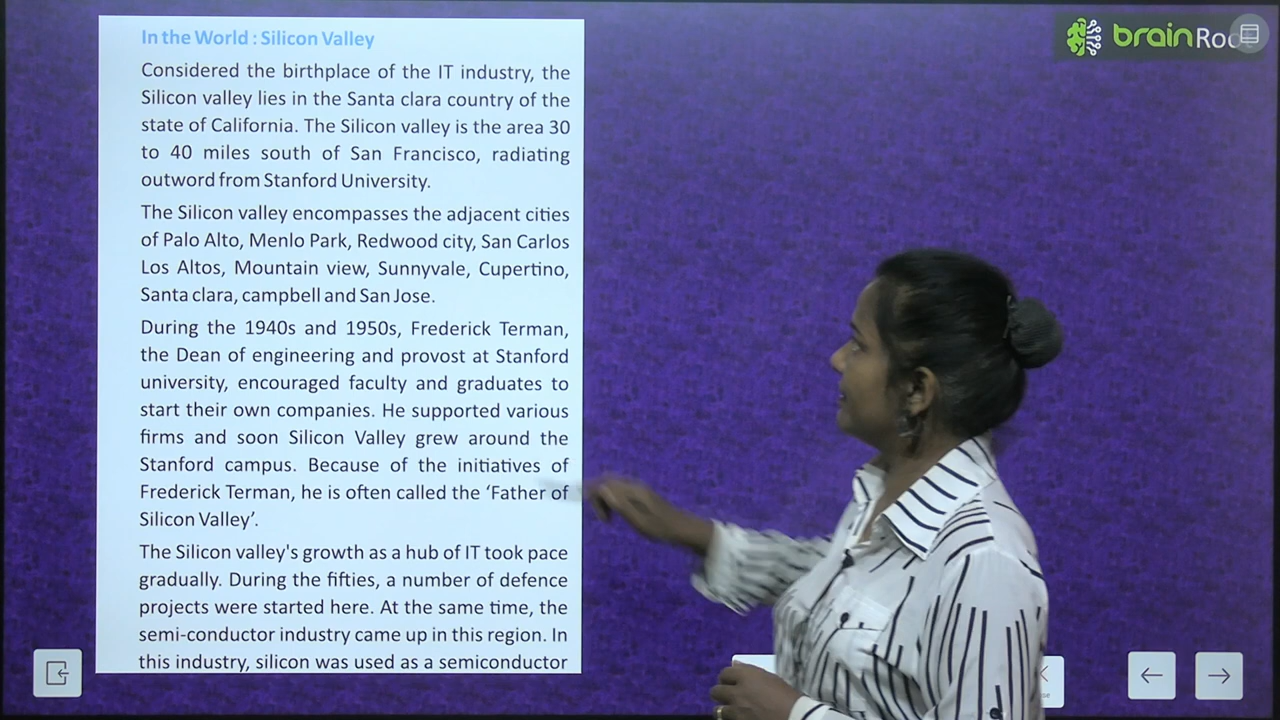 In the World : Silicon Valley
Considered the birthplace of the IT industry, the
Silicon valley lies in the Santa clara country of the
state of California. The Silicon valley is the area 30
to 40 miles south of San Francisco, radiating
outword from Stanford University.
The Silicon valley encompasses the adjacent cities
of Palo Alto, Menlo Park, Redwood city, San Carlos
Los Altos, Mountain view, Sunnyvale, Cupertino,
Santa clara, campbell and San Jose.
During the 1940s and 1950s, Frederick Terman,
the Dean of engineering and provost at Stanford
university, encouraged faculty and graduates to
start their own companies. He supported various
firms and soon Silicon Valley grew around the
Stanford campus. Because of the initiatives of
Frederick Terman, he is often called the ‘Father of
Silicon Valley’.
The Silicon valley's growth as a hub of IT took pace
gradually. During the fifties, a number of defence
projects were started here. At the same time, the
semi-conductor industry came up in this region. In
this industry, silicon was used as a semiconductor
brain